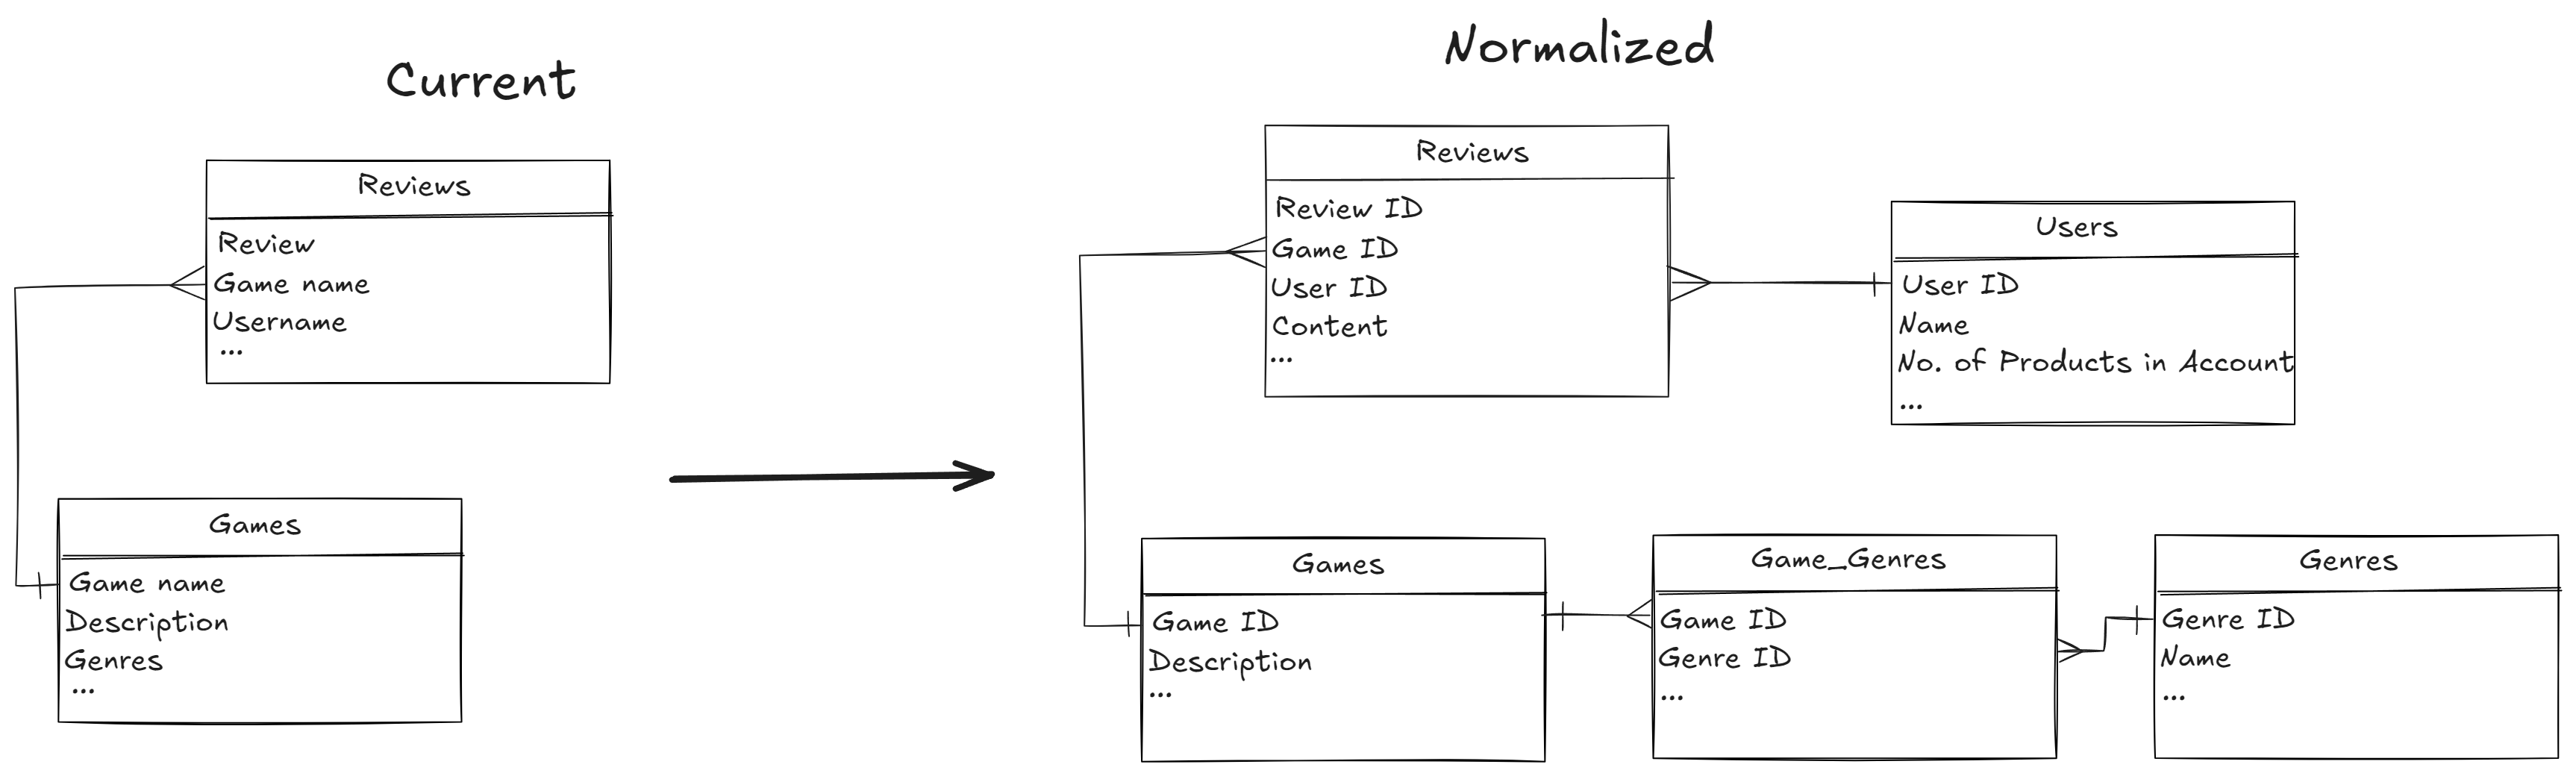 Current
Reviews
Review
Game name
Username
...
Games
Game name
Description
Genres
...
Normalized
Reviews
Review ID
Game ID
User ID
Content
...
Users
User ID
Name
No. of Products in Account
...
Games
Game ID
Description
...
Game_Genres
Game ID
Genre ID
...
Genres
Genre ID
Name
...